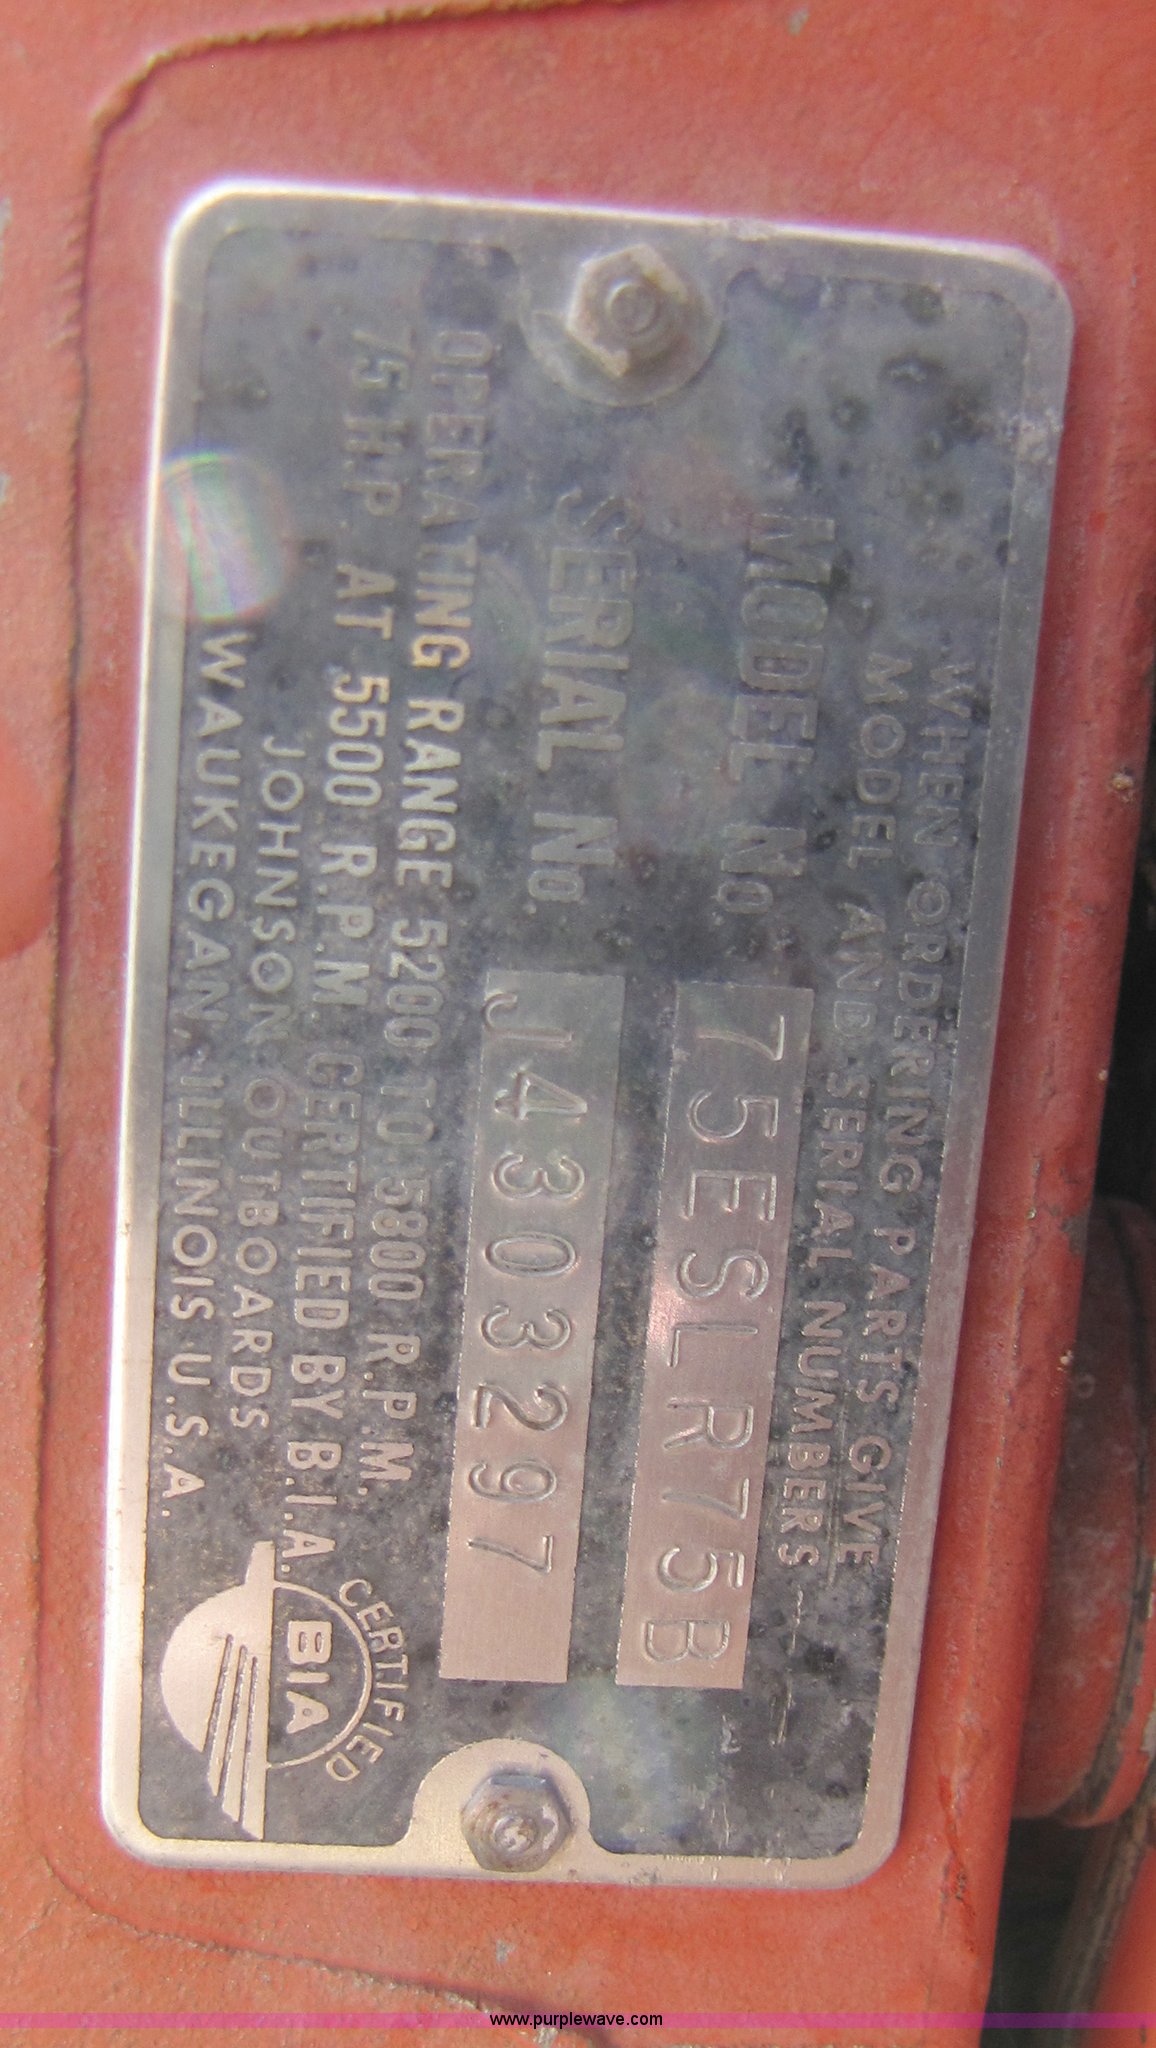 WHEN ORDERING PARTS GIVE
MODEL AND SERIAL NUMBERS
MODEL No. 75ESLR75B
SERIAL No. J4303297
OPERATING RANGE 5200 TO 5800 R.P.M.
75 H.P. AT 5500 R.P.M. CERTIFIED BY B.I.A.
JOHNSON OUTBOARDS
WAUKEGAN, ILLINOIS U.S.A.
CERTIFIED
BIA
www.purplewave.com